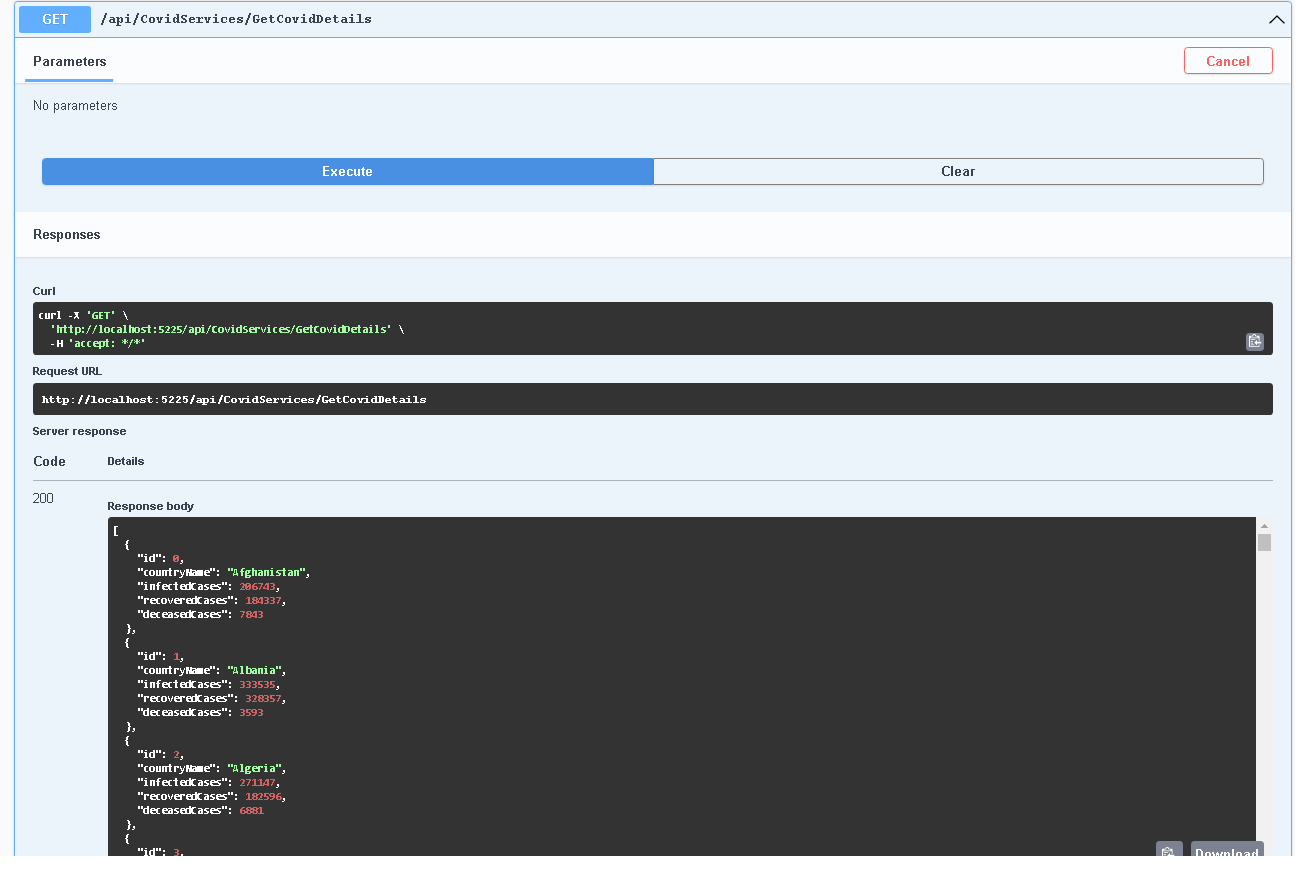 GET /api/CovidServices/GetCovidDetails
Parameters
Cancel
No parameters
Execute
Clear
Responses
Curl
curl -X 'GET' \
'http://localhost:5225/api/CovidServices/GetCovidDetails' \
-H 'accept: */*'
Request URL
http://localhost:5225/api/CovidServices/GetCovidDetails
Server response
Code Details
200
Response body
[
{
"id": 0,
"countryName": "Afghanistan",
"infectedCases": 206743,
"recoveredCases": 184337,
"deceasedCases": 7843
},
{
"id": 1,
"countryName": "Albania",
"infectedCases": 333535,
"recoveredCases": 328357,
"deceasedCases": 3593
},
{
"id": 2,
"countryName": "Algeria",
"infectedCases": 271147,
"recoveredCases": 182596,
"deceasedCases": 6881
},
{
"id": 3,
Download